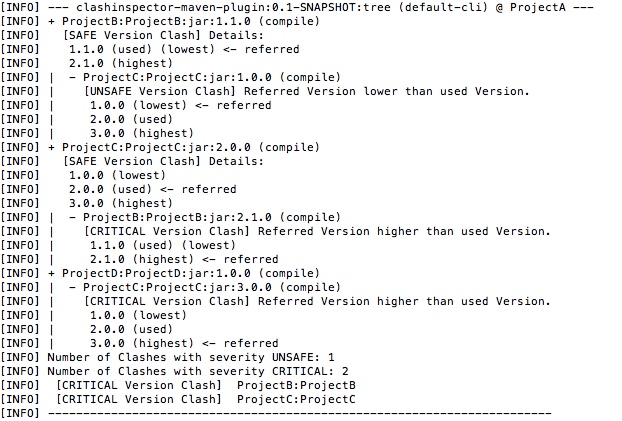 [INFO] --- clashinspector-maven-plugin:0.1-SNAPSHOT:tree (default-cli) @ ProjectA ---
[INFO] + ProjectB:ProjectB:jar:1.1.0 (compile)
[INFO]   [SAFE Version Clash] Details:
[INFO]    1.1.0 (used) (lowest) <- referred
[INFO]    2.1.0 (highest)
[INFO] |  - ProjectC:ProjectC:jar:1.0.0 (compile)
[INFO] |    [UNSAFE Version Clash] Referred Version lower than used Version.
[INFO] |     1.0.0 (lowest) <- referred
[INFO] |     2.0.0 (used)
[INFO] |     3.0.0 (highest)
[INFO] + ProjectC:ProjectC:jar:2.0.0 (compile)
[INFO]   [SAFE Version Clash] Details:
[INFO]    1.0.0 (lowest)
[INFO]    2.0.0 (used) <- referred
[INFO]    3.0.0 (highest)
[INFO] |  - ProjectB:ProjectB:jar:2.1.0 (compile)
[INFO] |    [CRITICAL Version Clash] Referred Version higher than used Version.
[INFO] |     1.1.0 (used) (lowest)
[INFO] |     2.1.0 (highest) <- referred
[INFO] + ProjectD:ProjectD:jar:1.0.0 (compile)
[INFO] |  - ProjectC:ProjectC:jar:3.0.0 (compile)
[INFO] |    [CRITICAL Version Clash] Referred Version higher than used Version.
[INFO] |     1.0.0 (lowest)
[INFO] |     2.0.0 (used)
[INFO] |     3.0.0 (highest) <- referred
[INFO] Number of Clashes with severity UNSAFE: 1
[INFO] Number of Clashes with severity CRITICAL: 2
[INFO]  [CRITICAL Version Clash]  ProjectB:ProjectB
[INFO]  [CRITICAL Version Clash]  ProjectC:ProjectC
[INFO] ------------------------------------------------------------------------